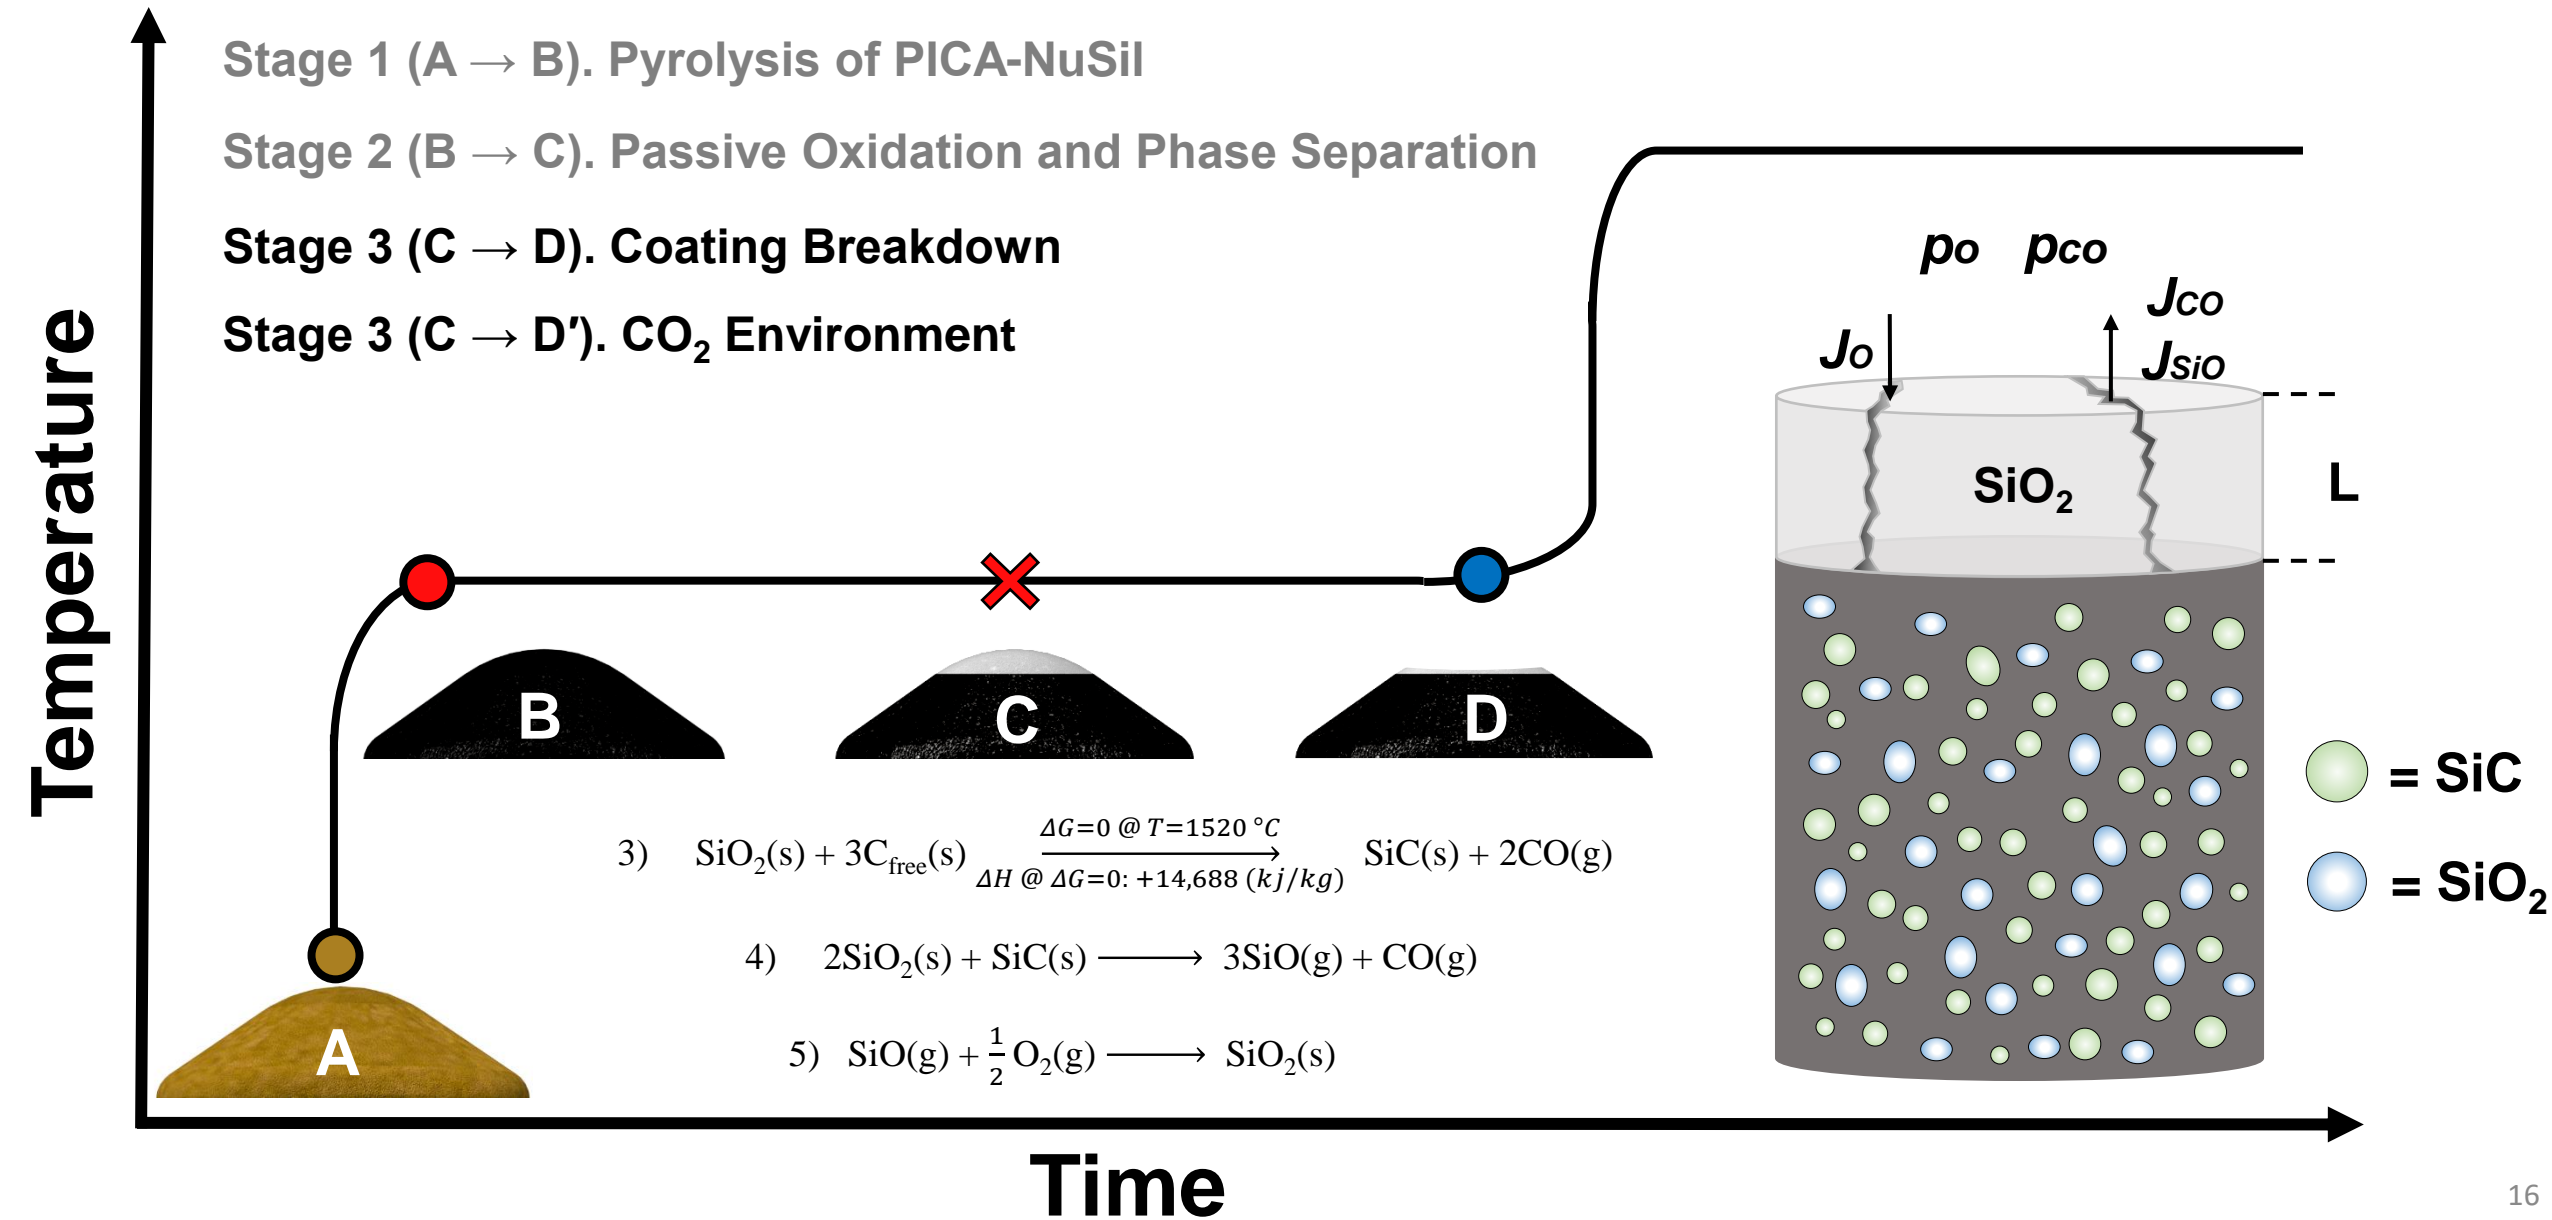 Stage 1 (A → B). Pyrolysis of PICA-NuSil
Stage 2 (B → C). Passive Oxidation and Phase Separation
Stage 3 (C → D). Coating Breakdown
Stage 3 (C → D′). CO₂ Environment
Temperature
Time
A
B
C
D
3) SiO₂(s) + 3C_free(s) ΔG=0 @ T=1520 °C ⟶ ΔH @ ΔG=0: +14,688 (kj/kg) SiC(s) + 2CO(g)
4) 2SiO₂(s) + SiC(s) ⟶ 3SiO(g) + CO(g)
5) SiO(g) + 1/2 O₂(g) ⟶ SiO₂(s)
pO pCO
JCO
JO
JSiO
SiO₂
L
= SiC
= SiO₂
16